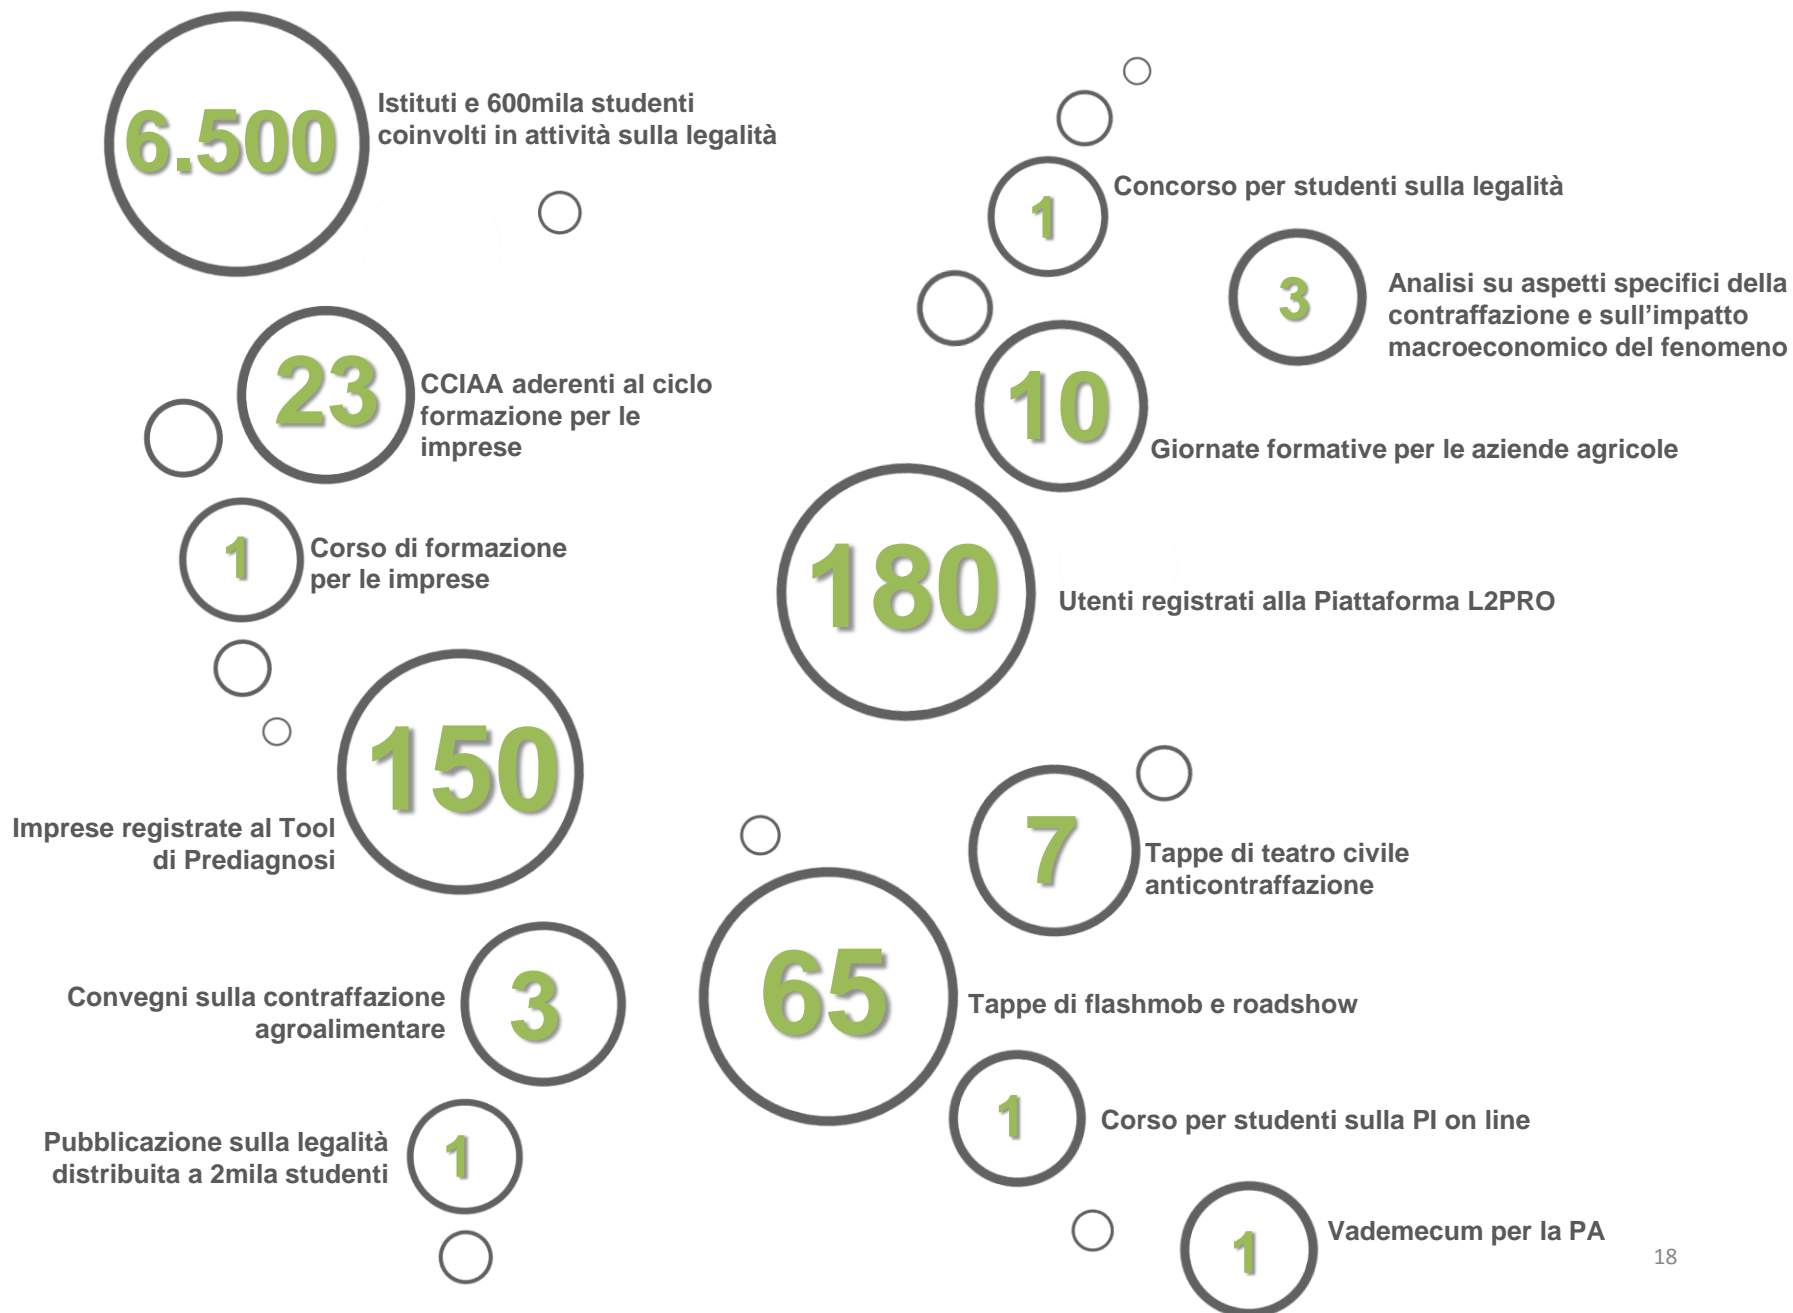 6.500
Istituti e 600mila studenti
coinvolti in attività sulla legalità
23
CCIAA aderenti al ciclo
formazione per le
imprese
1
Corso di formazione
per le imprese
150
Imprese registrate al Tool
di Prediagnosi
3
Convegni sulla contraffazione
agroalimentare
1
Pubblicazione sulla legalità
distribuita a 2mila studenti
1
Concorso per studenti sulla legalità
3
Analisi su aspetti specifici della
contraffazione e sull’impatto
macroeconomico del fenomeno
10
Giornate formative per le aziende agricole
180
Utenti registrati alla Piattaforma L2PRO
7
Tappe di teatro civile
anticontraffazione
65
Tappe di flashmob e roadshow
1
Corso per studenti sulla PI on line
1
Vademecum per la PA
18